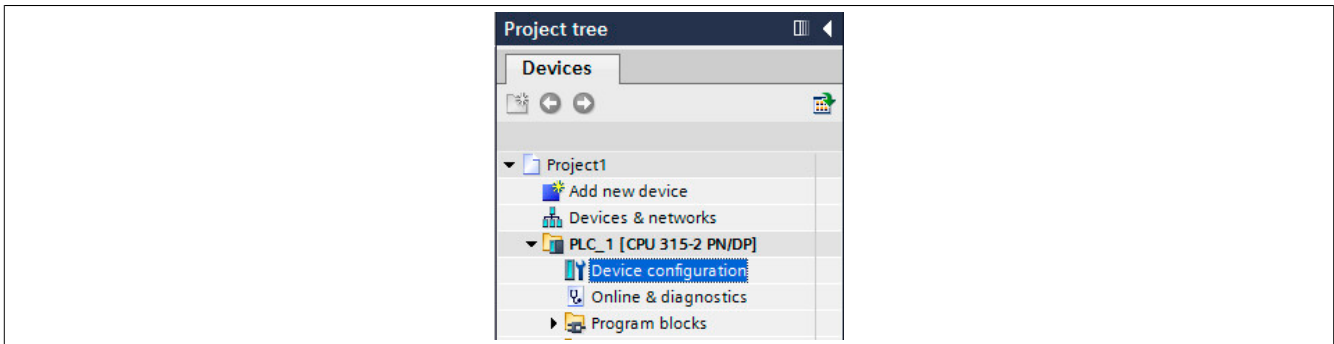 Project tree
Devices
Project1
Add new device
Devices & networks
PLC_1 [CPU 315-2 PN/DP]
Device configuration
Online & diagnostics
Program blocks